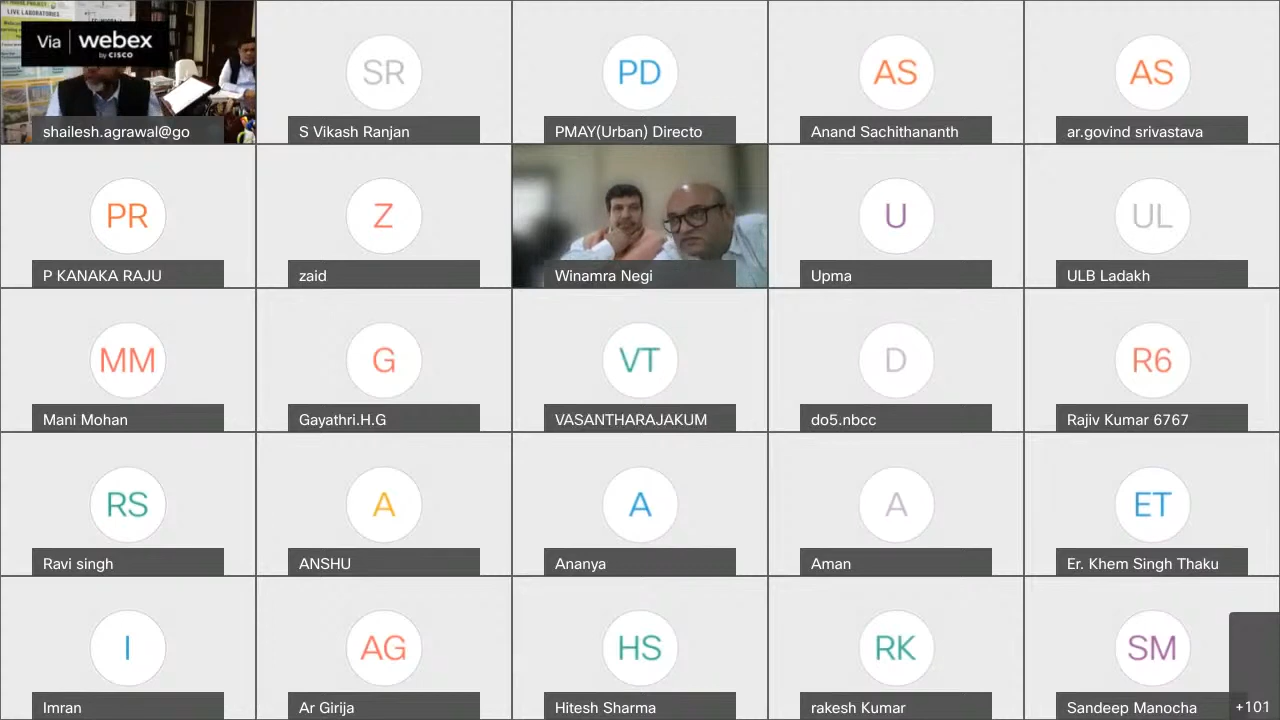 LIVE LABORATORIES
Via webex
by CISCO
shailesh.agrawal@go
SR
S Vikash Ranjan
PD
PMAY(Urban) Directo
AS
Anand Sachithananth
AS
ar.govind srivastava
PR
P KANAKA RAJU
Z
zaid
Winamra Negi
U
Upma
UL
ULB Ladakh
MM
Mani Mohan
G
Gayathri.H.G
VT
VASANTHARAJAKUM
D
do5.nbcc
R6
Rajiv Kumar 6767
RS
Ravi singh
A
ANSHU
A
Ananya
A
Aman
ET
Er. Khem Singh Thaku
I
Imran
AG
Ar Girija
HS
Hitesh Sharma
RK
rakesh Kumar
SM
Sandeep Manocha
+101